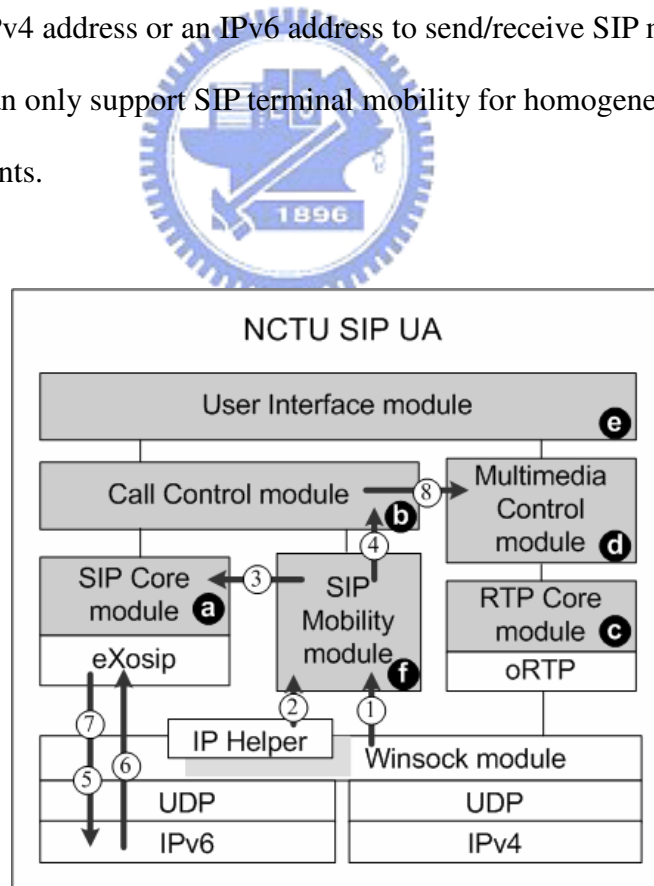 v4 address or an IPv6 address to send/receive SIP
an only support SIP terminal mobility for
nts.
1896
NCTU SIP UA
User Interface module
e
Call Control module
b
8
Multimedia
Control
module d
4
SIP Core
module a
3
SIP
Mobility
module
f
RTP Core
module c
eXosip
oRTP
7
2
1
IP Helper
Winsock module
5
6
UDP
UDP
IPv6
IPv4